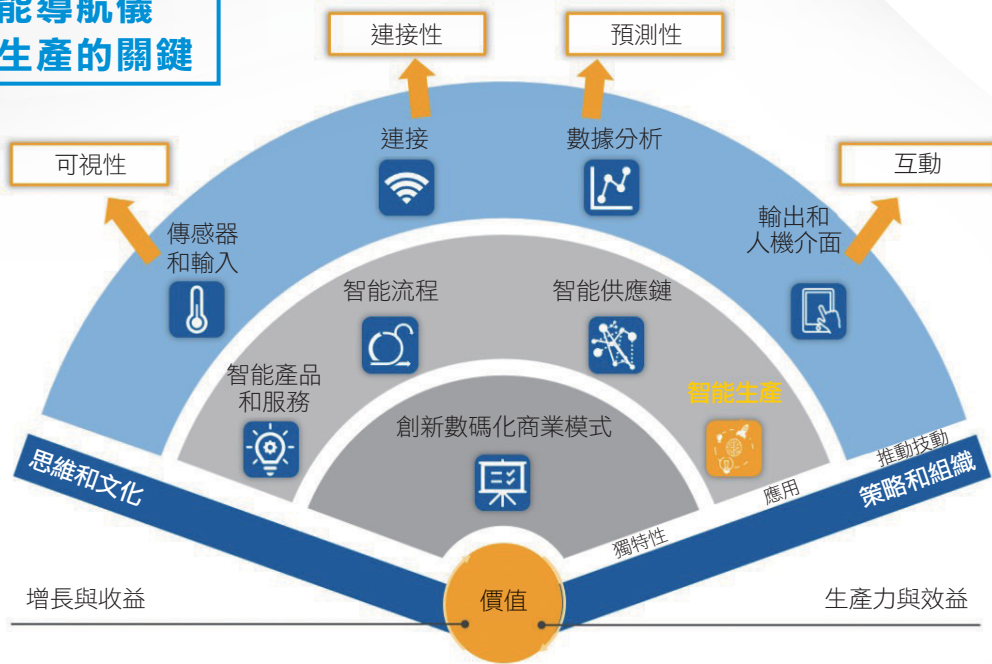 能導航儀
生產的關鍵
連接性
預測性
可視性
互動
連接
數據分析
傳感器
和輸入
輸出和
人機介面
智能流程
智能供應鏈
智能產品
和服務
智能生產
創新數碼化商業模式
思維和文化
推動技動
策略和組織
應用
獨特性
價值
增長與收益
生產力與效益